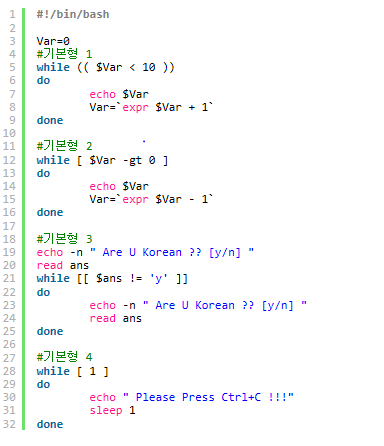 1 #!/bin/bash
2
3 Var=0
4 #기본형 1
5 while (( $Var < 10 ))
6 do
7 echo $Var
8 Var=`expr $Var + 1`
9 done
10
11 #기본형 2
12 while [ $Var -gt 0 ]
13 do
14 echo $Var
15 Var=`expr $Var - 1`
16 done
17
18 #기본형 3
19 echo -n " Are U Korean ?? [y/n] "
20 read ans
21 while [[ $ans != 'y' ]]
22 do
23 echo -n " Are U Korean ?? [y/n] "
24 read ans
25 done
26
27 #기본형 4
28 while [ 1 ]
29 do
30 echo " Please Press Ctrl+C !!!"
31 sleep 1
32 done